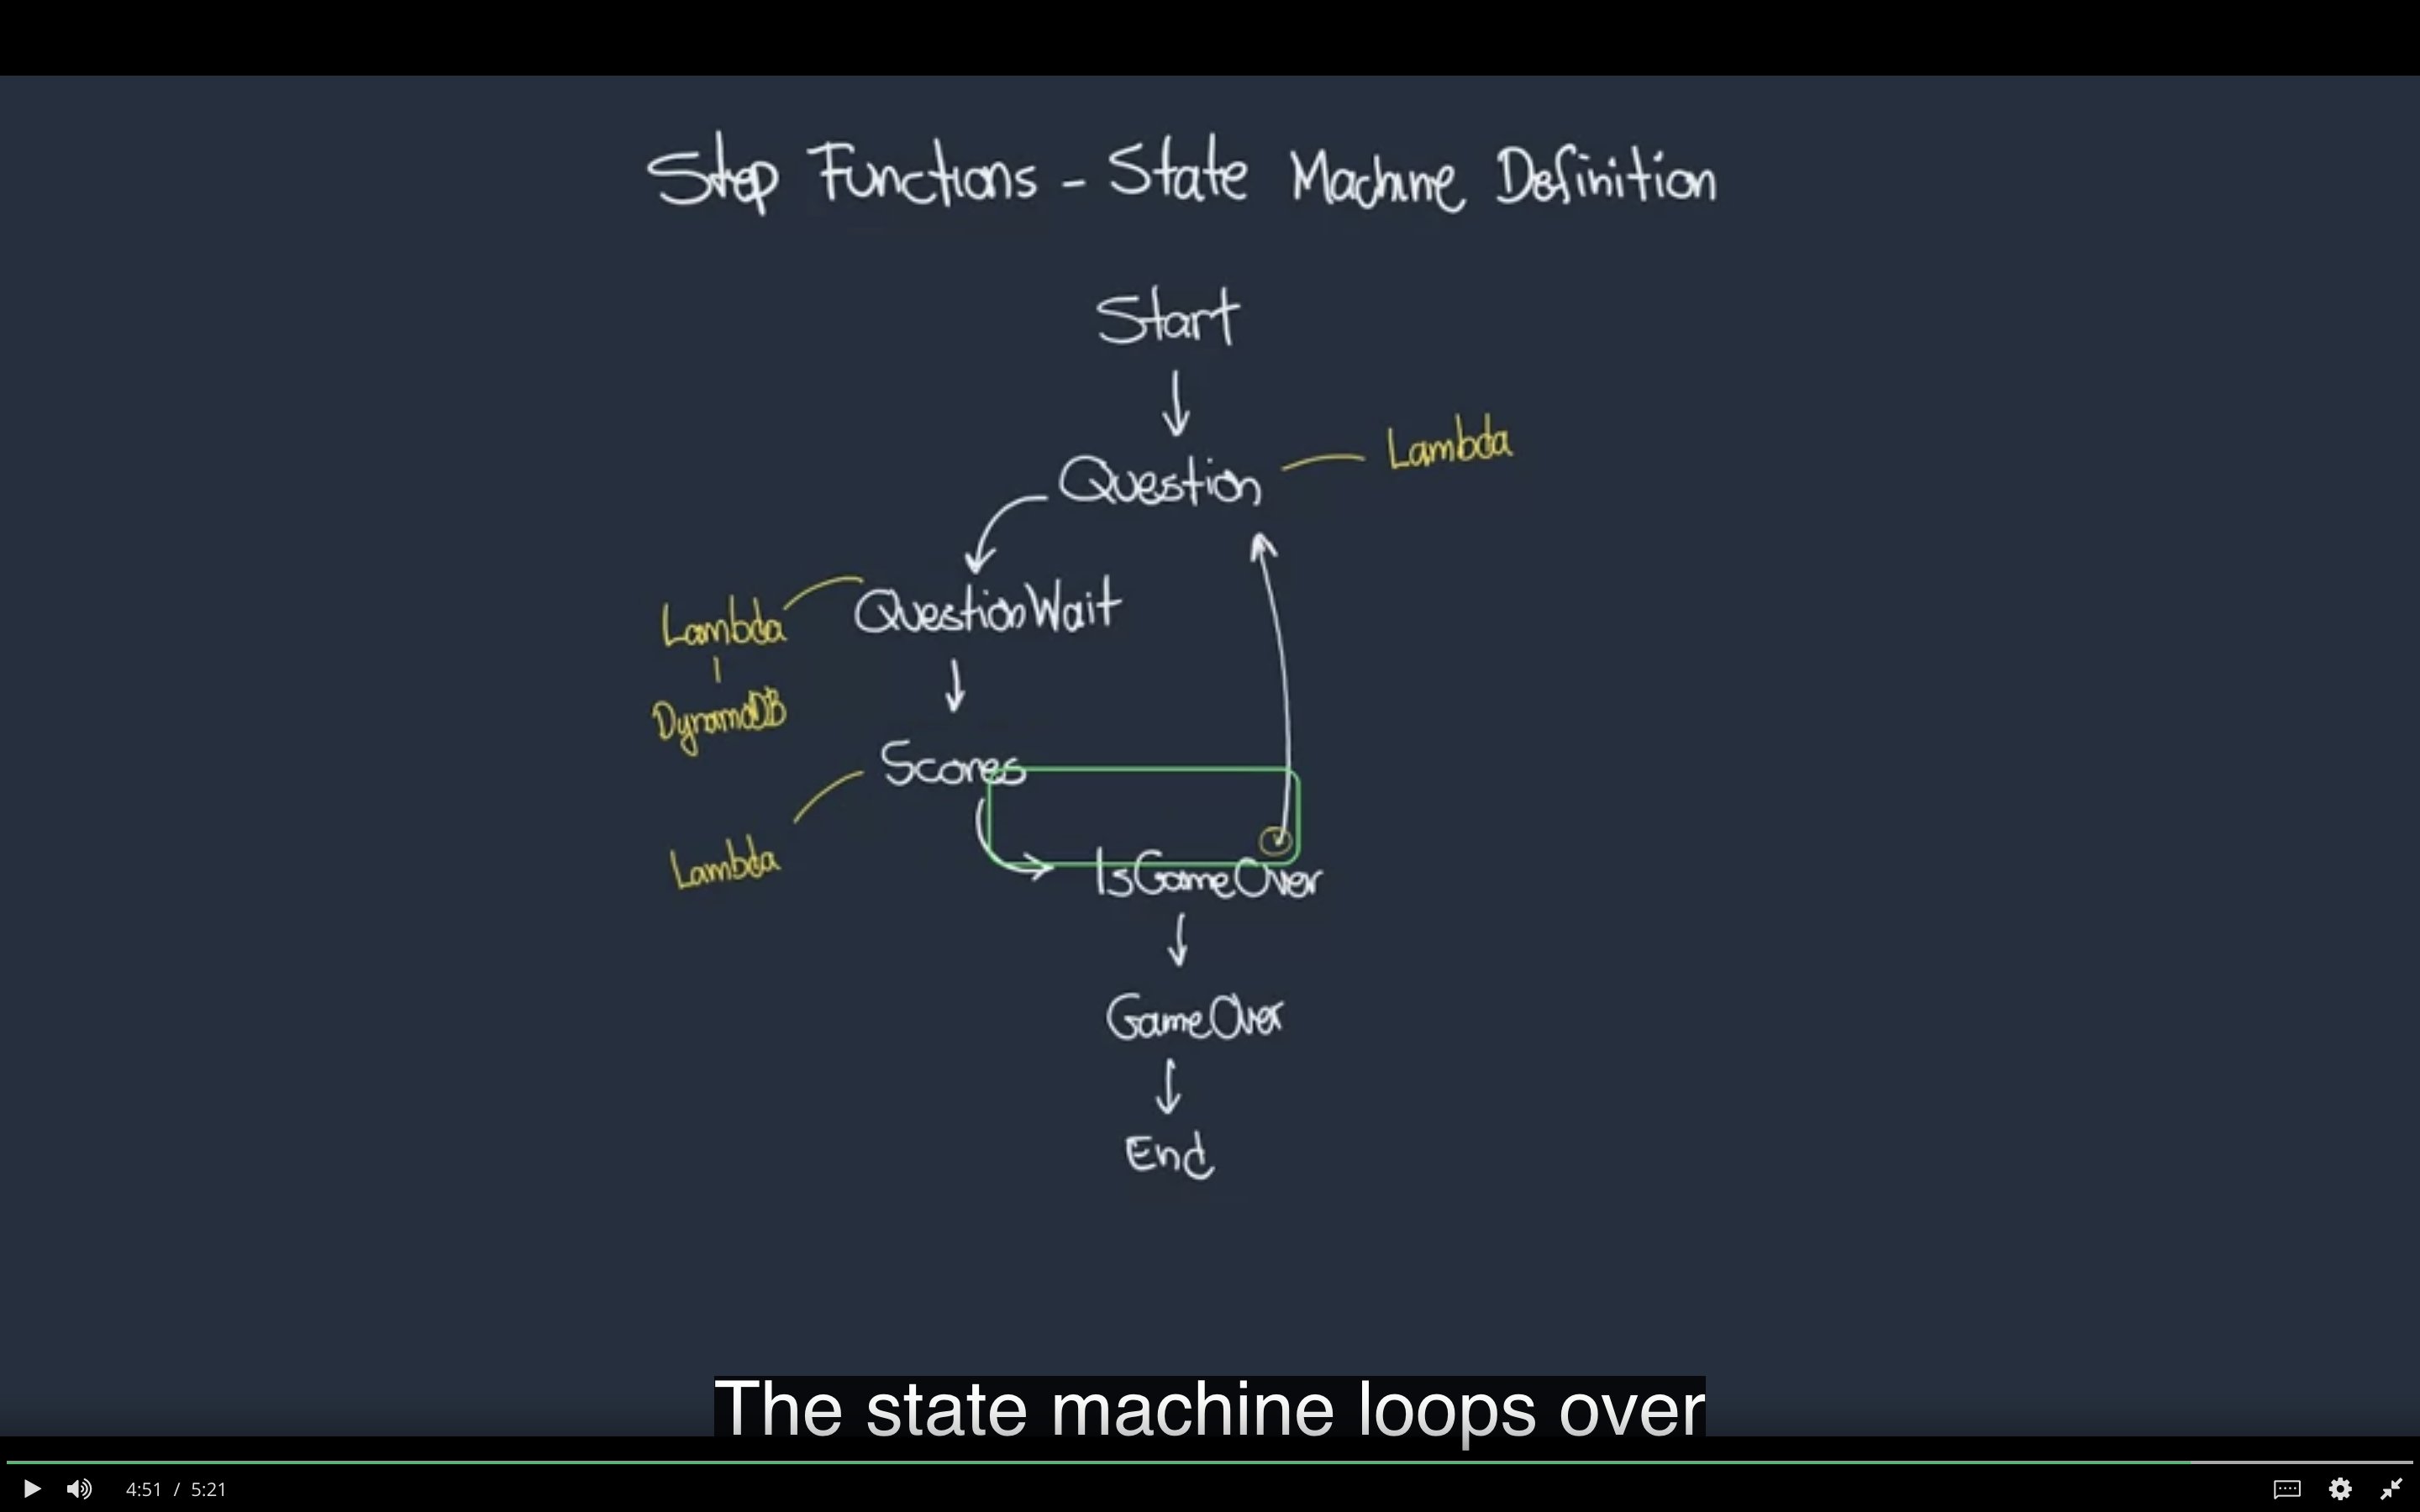 Step Functions - State Machine Definition
Start
Question
Lambda
QuestionWait
Lambda
DynamoDB
Scores
Lambda
IsGameOver
GameOver
End
The state machine loops over
4:51 / 5:21